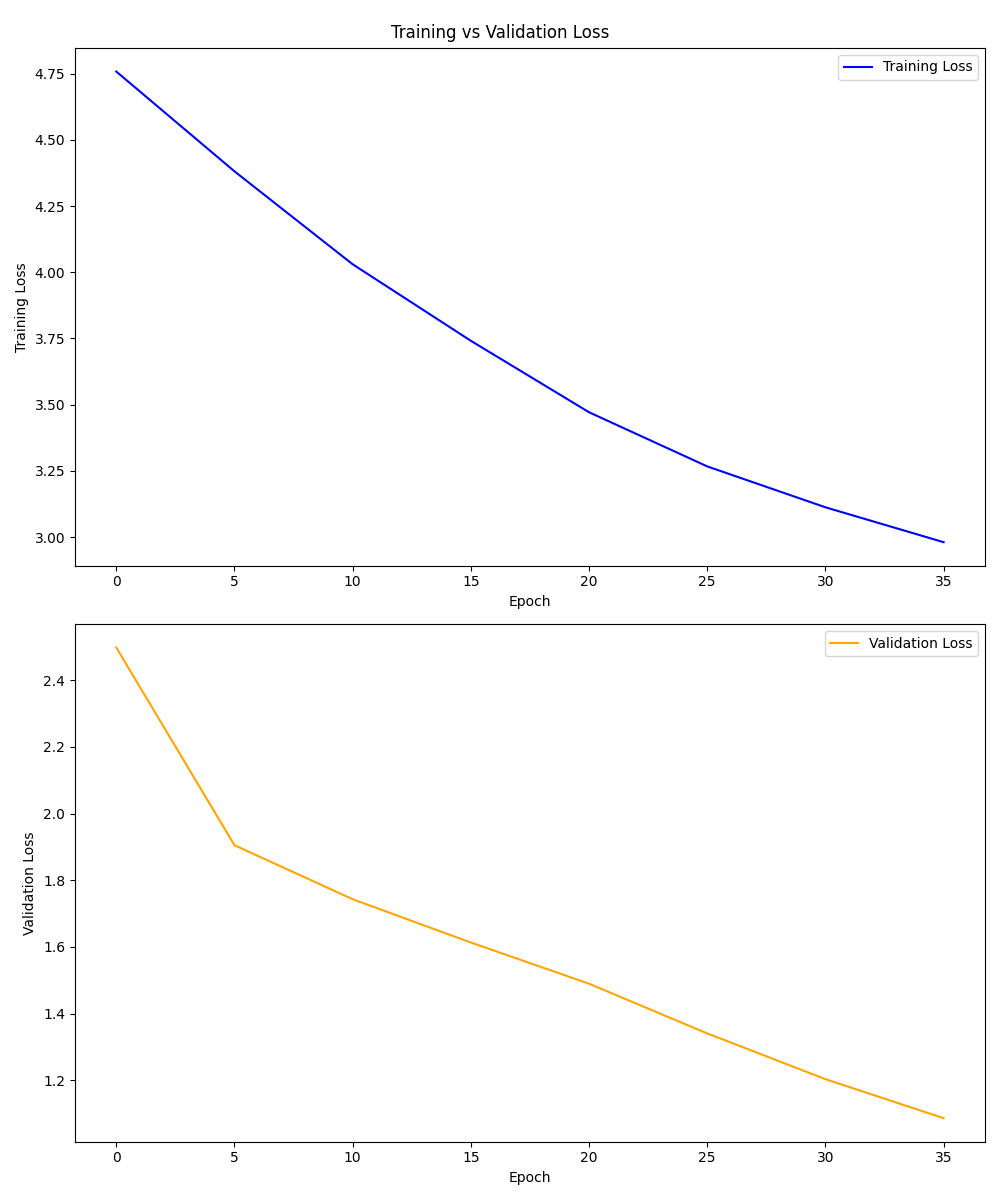 Training vs Validation Loss
Training Loss
4.75
4.50
4.25
4.00
3.75
3.50
3.25
3.00
Training Loss
0 5 10 15 20 25 30 35
Epoch
Validation Loss
2.4
2.2
2.0
1.8
1.6
1.4
1.2
Validation Loss
0 5 10 15 20 25 30 35
Epoch